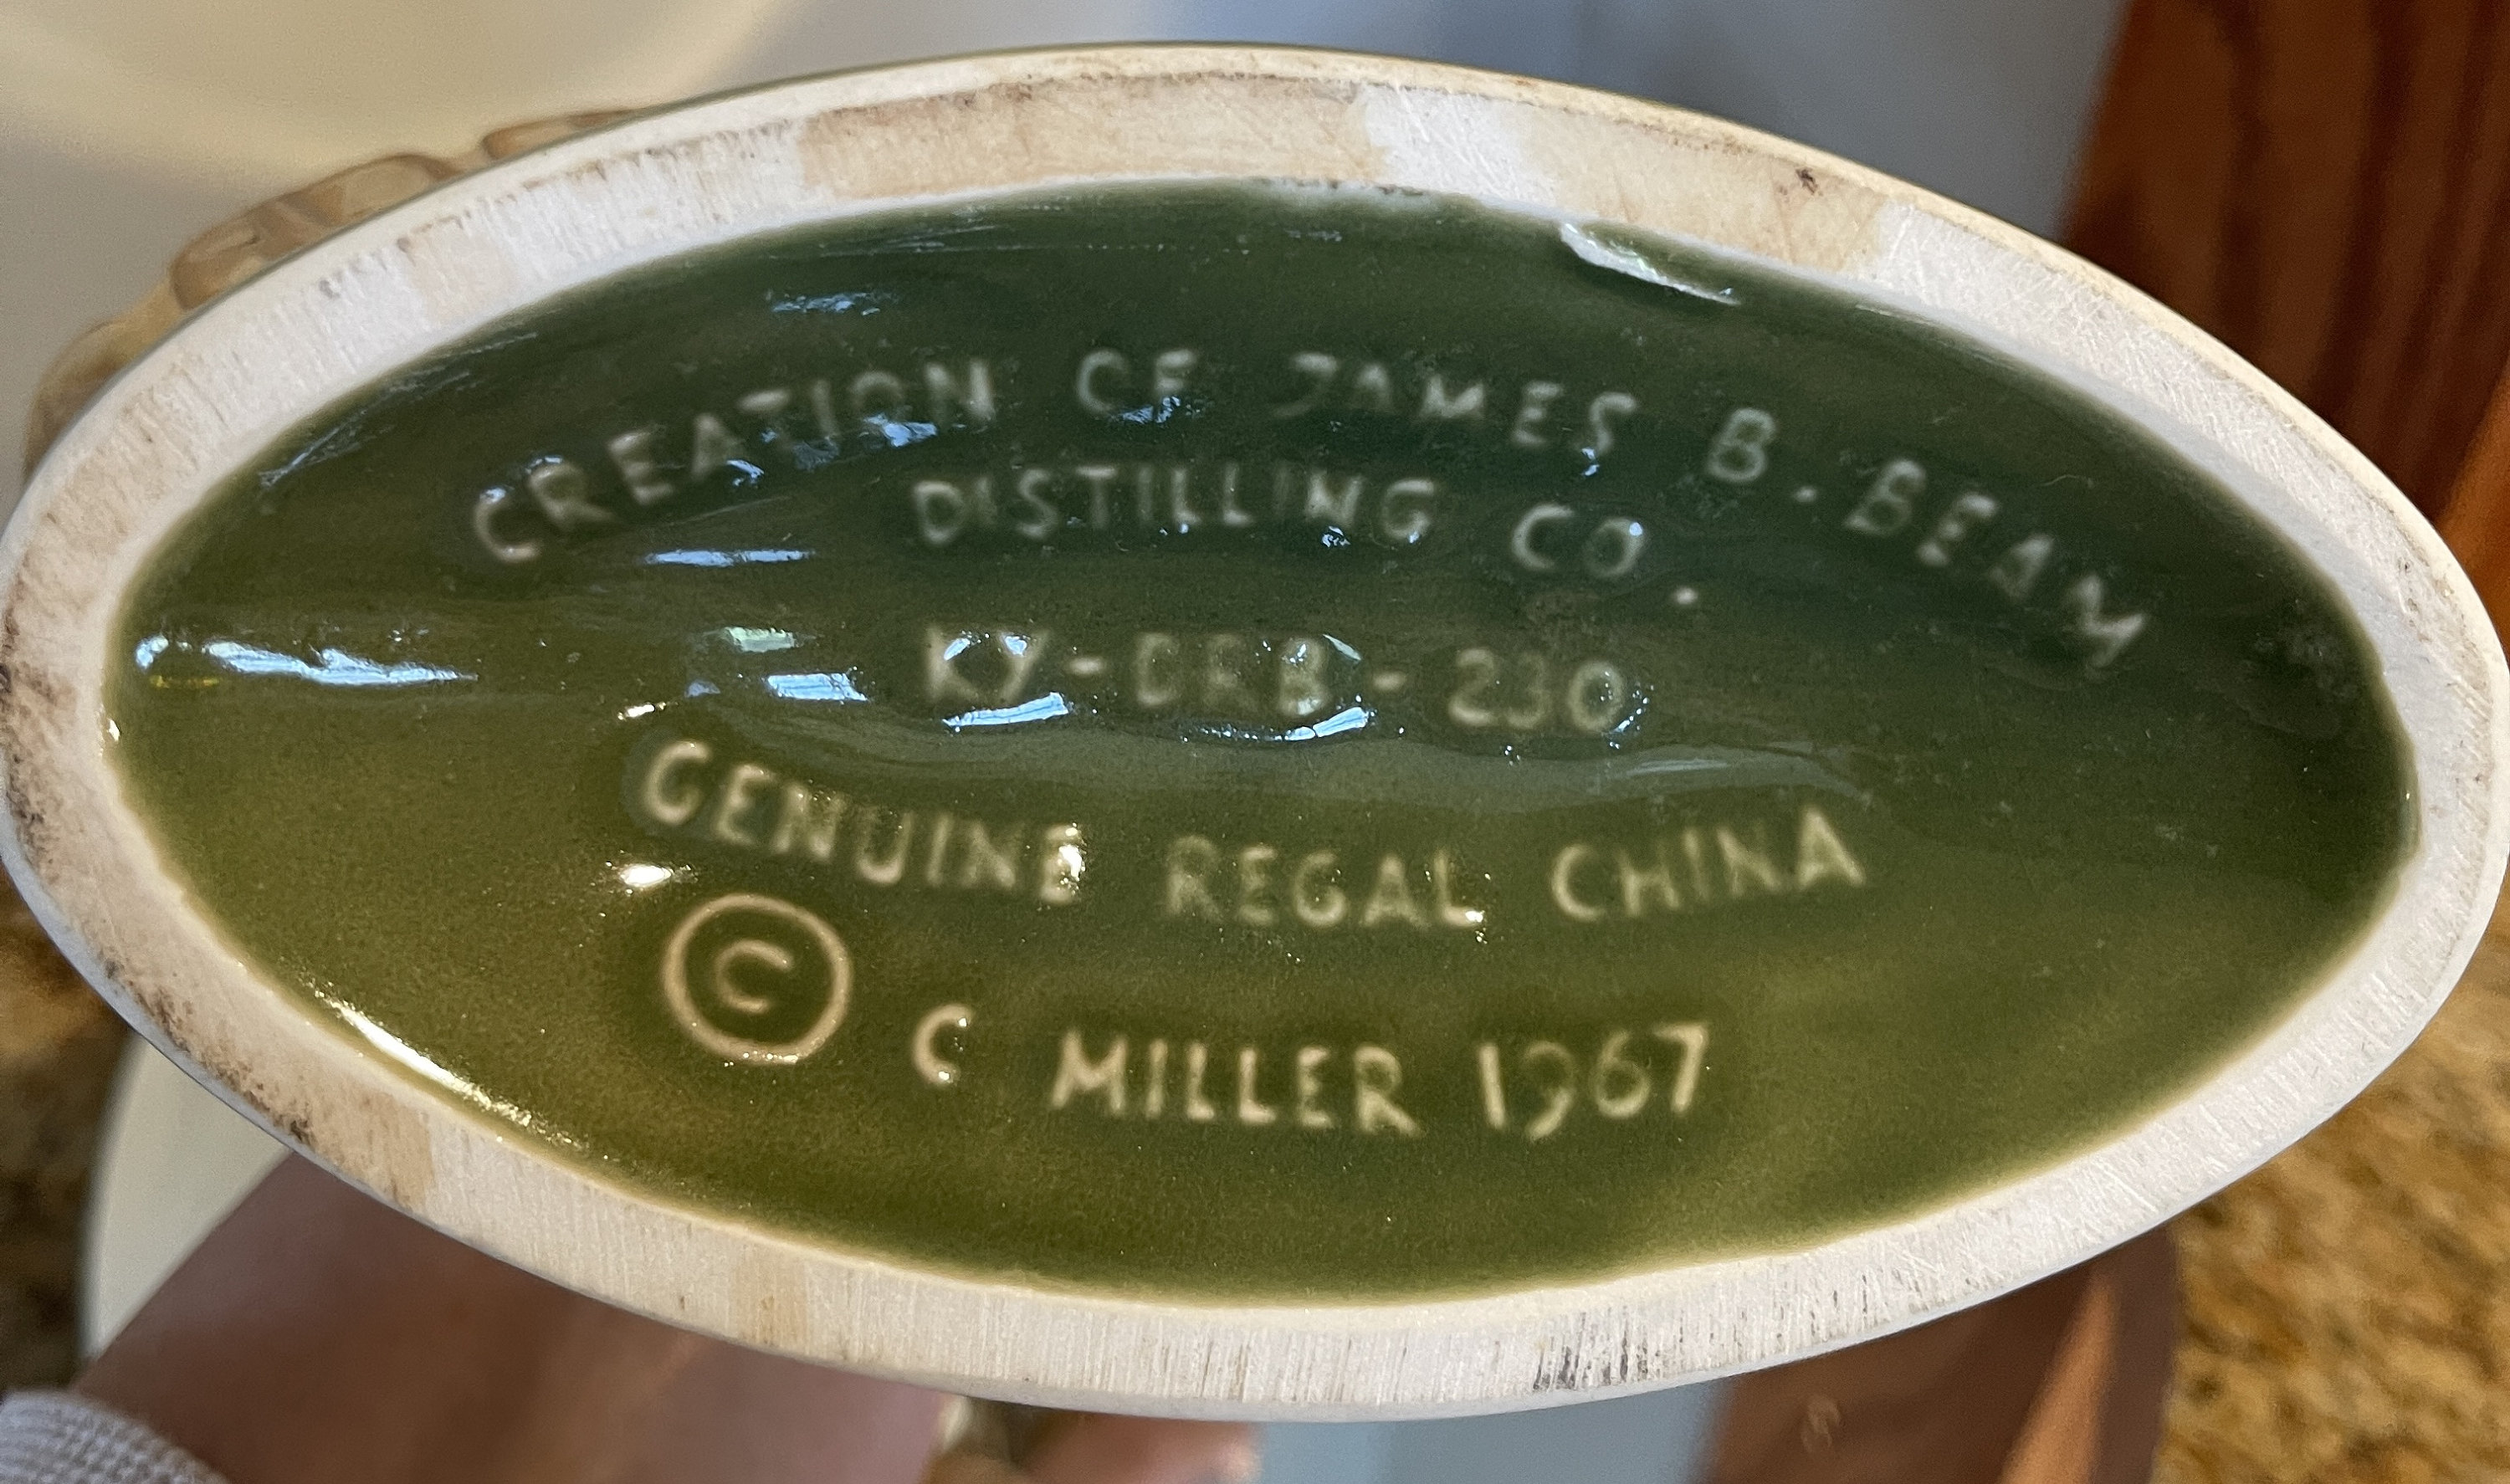 CREATION OF JAMES B. BEAM
DISTILLING CO.
KY-DRB-230
GENUINE REGAL CHINA
© C MILLER 1967